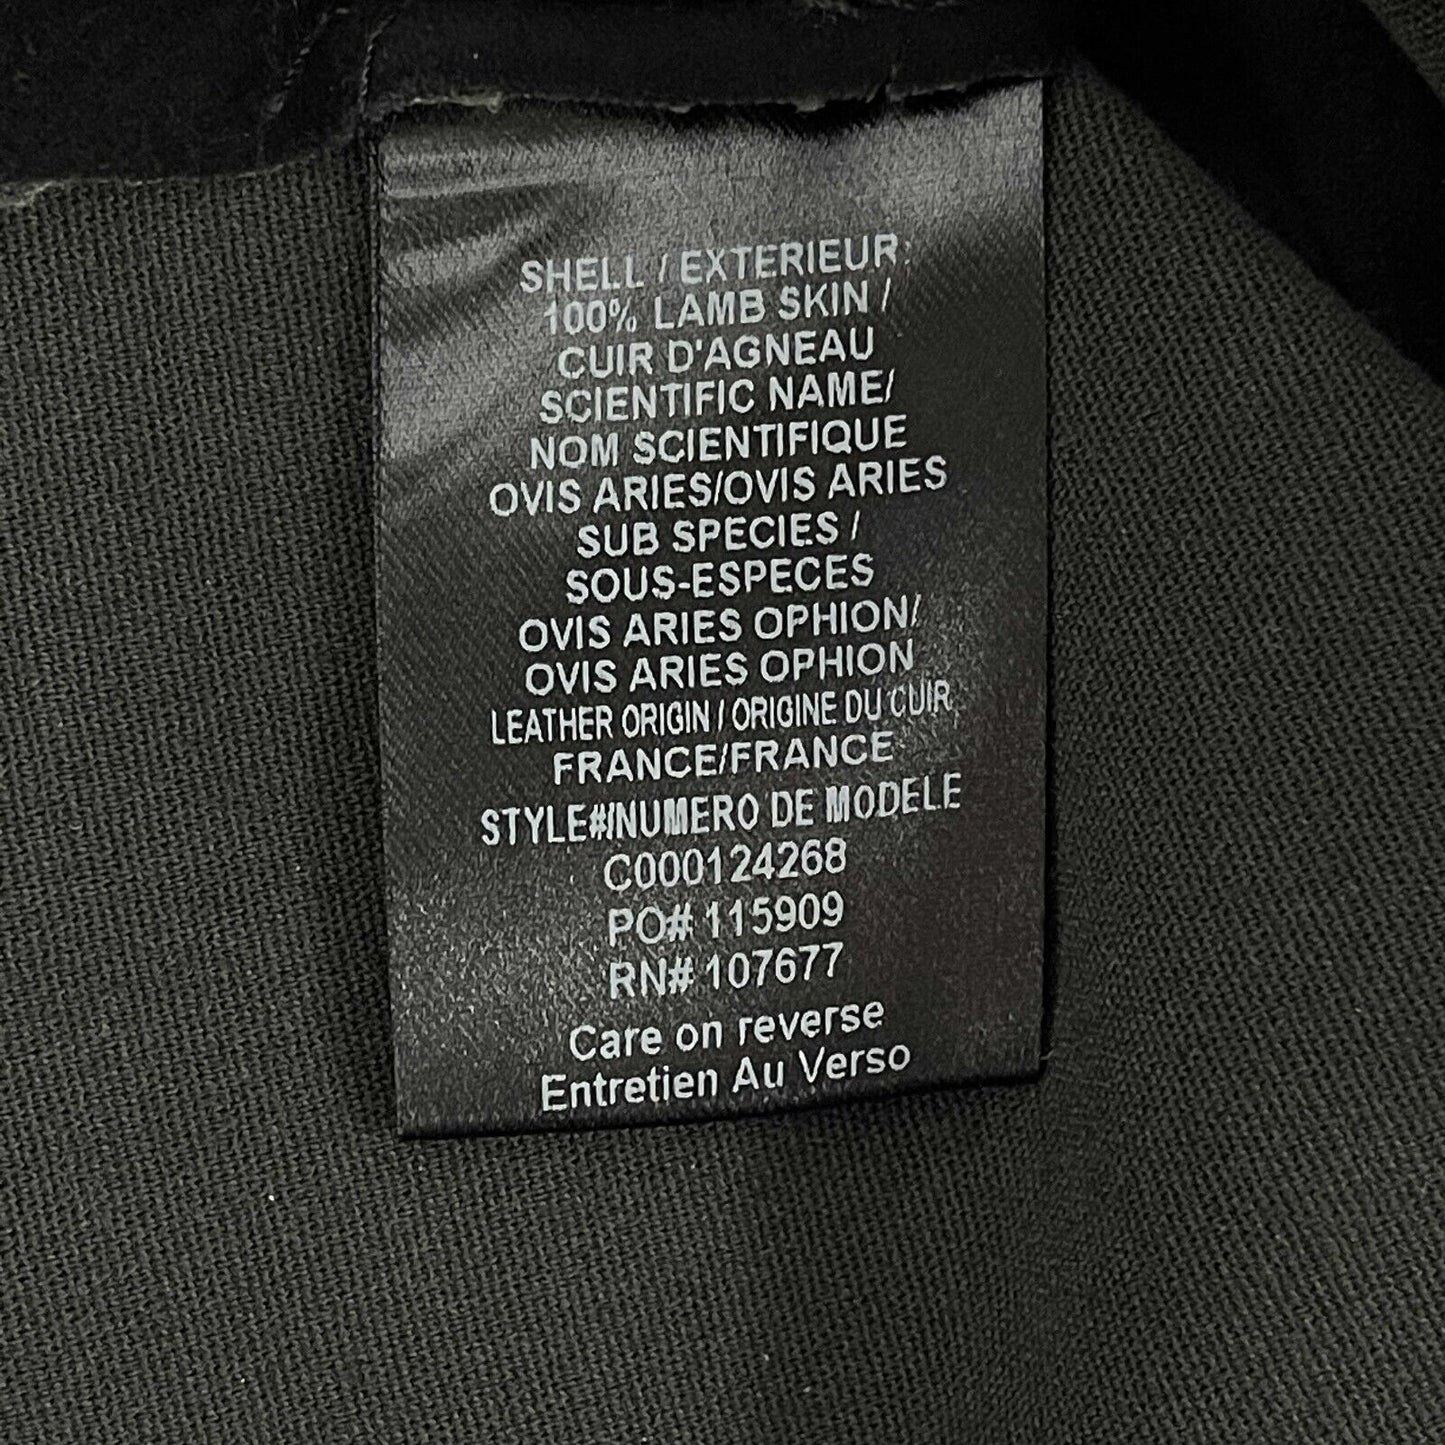 SHELL / EXTERIEUR:
100% LAMB SKIN /
CUIR D'AGNEAU
SCIENTIFIC NAME/
NOM SCIENTIFIQUE
OVIS ARIES/OVIS ARIES
SUB SPECIES /
SOUS-ESPECES
OVIS ARIES OPHION/
OVIS ARIES OPHION
LEATHER ORIGIN / ORIGINE DU CUIR
FRANCE/FRANCE
STYLE#/NUMERO DE MODELE
C000124268
PO# 115909
RN# 107677
Care on reverse
Entretien Au Verso